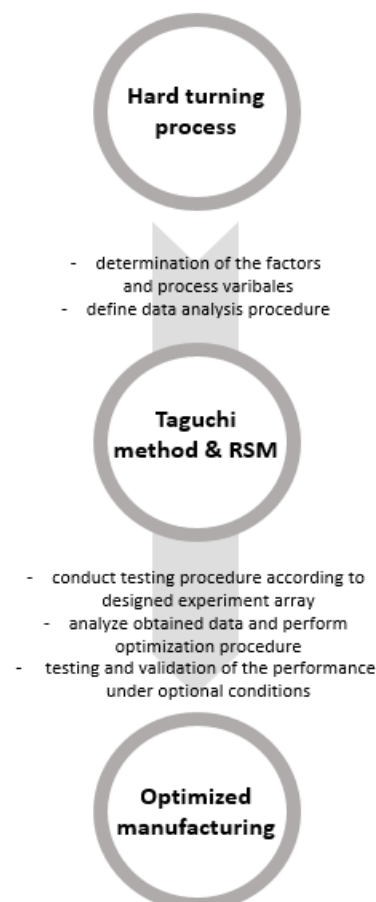 Hard turning
process
- determination of the factors
and process varibales
- define data analysis procedure
Taguchi
method & RSM
- conduct testing procedure according to
designed experiment array
- analyze obtained data and perform
optimization procedure
- testing and validation of the performance
under optional conditions
Optimized
manufacturing